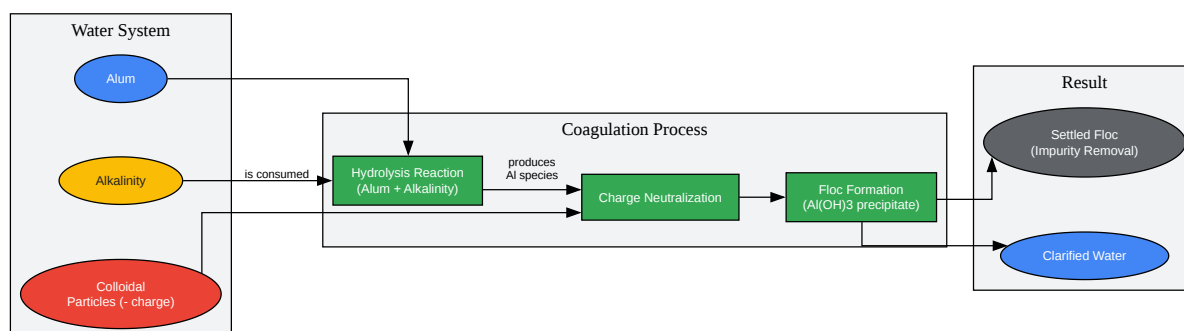 Water System
Alum
Alkalinity
is consumed
Colloidal
Particles (- charge)
Coagulation Process
Hydrolysis Reaction
(Alum + Alkalinity)
produces
Al species
Charge Neutralization
Floc Formation
(Al(OH)3 precipitate)
Result
Settled Floc
(Impurity Removal)
Clarified Water